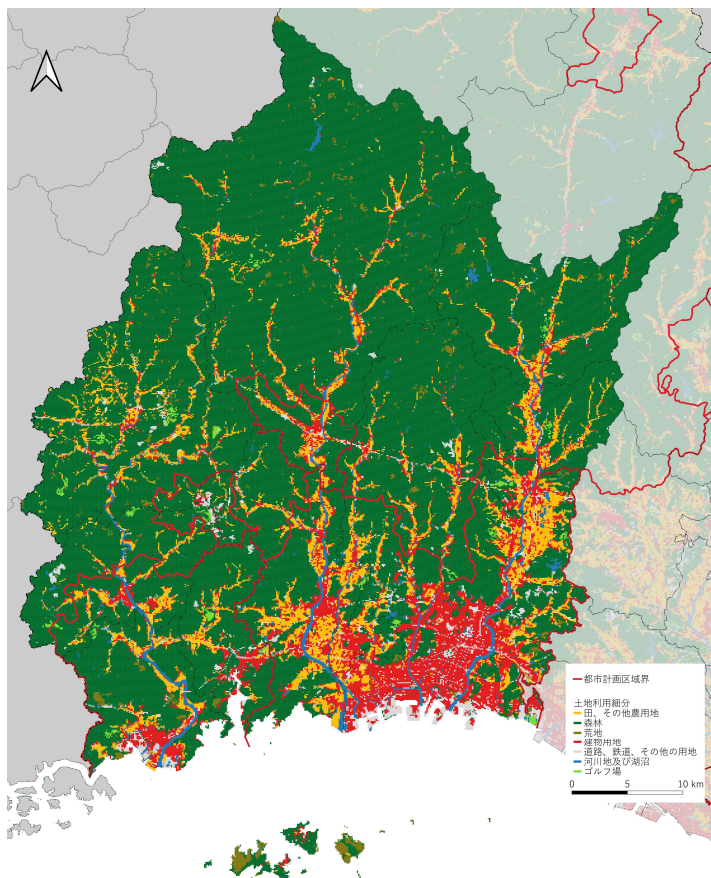 都市計画区域界
土地利用細分
田、その他農用地
森林
荒地
建物用地
道路、鉄道、その他の用地
河川地及び湖沼
ゴルフ場
0 5 10 km